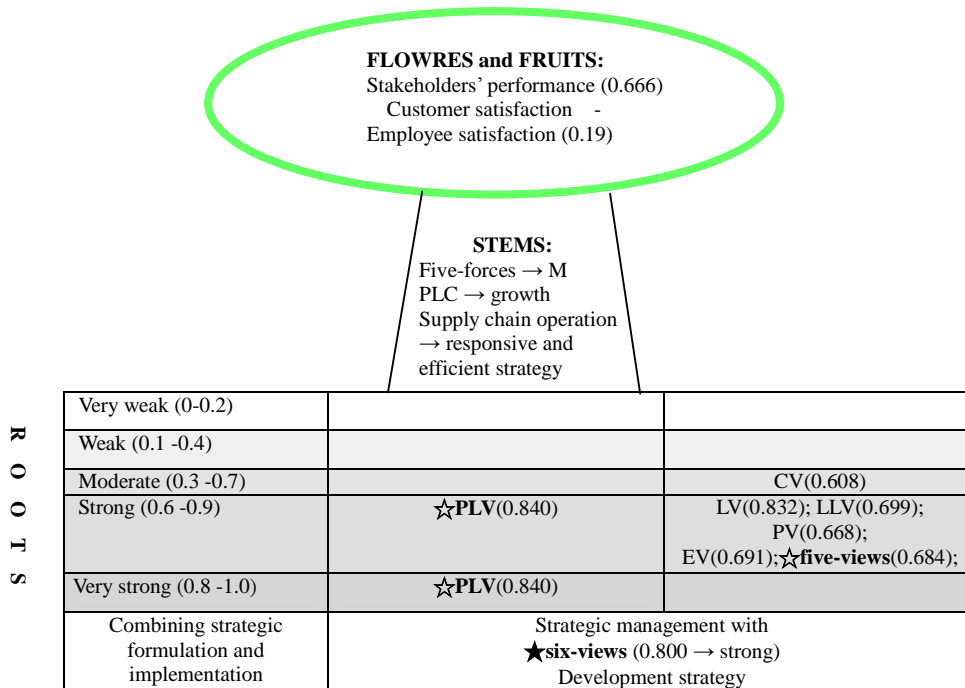 FLOWRES and FRUITS:
Stakeholders' performance (0.666)
Customer satisfaction -
Employee satisfaction (0.19)
STEMS:
Five-forces → M
PLC → growth
Supply chain operation
→ responsive and
efficient strategy
ROOTS
Very weak (0-0.2)
Weak (0.1 -0.4)
Moderate (0.3 -0.7)
CV(0.608)
Strong (0.6 -0.9)
☆PLV(0.840)
LV(0.832); LLV(0.699);
PV(0.668);
EV(0.691);☆five-views(0.684);
Very strong (0.8 -1.0)
☆PLV(0.840)
Combining strategic
formulation and
implementation
Strategic management with
★six-views (0.800 → strong)
Development strategy